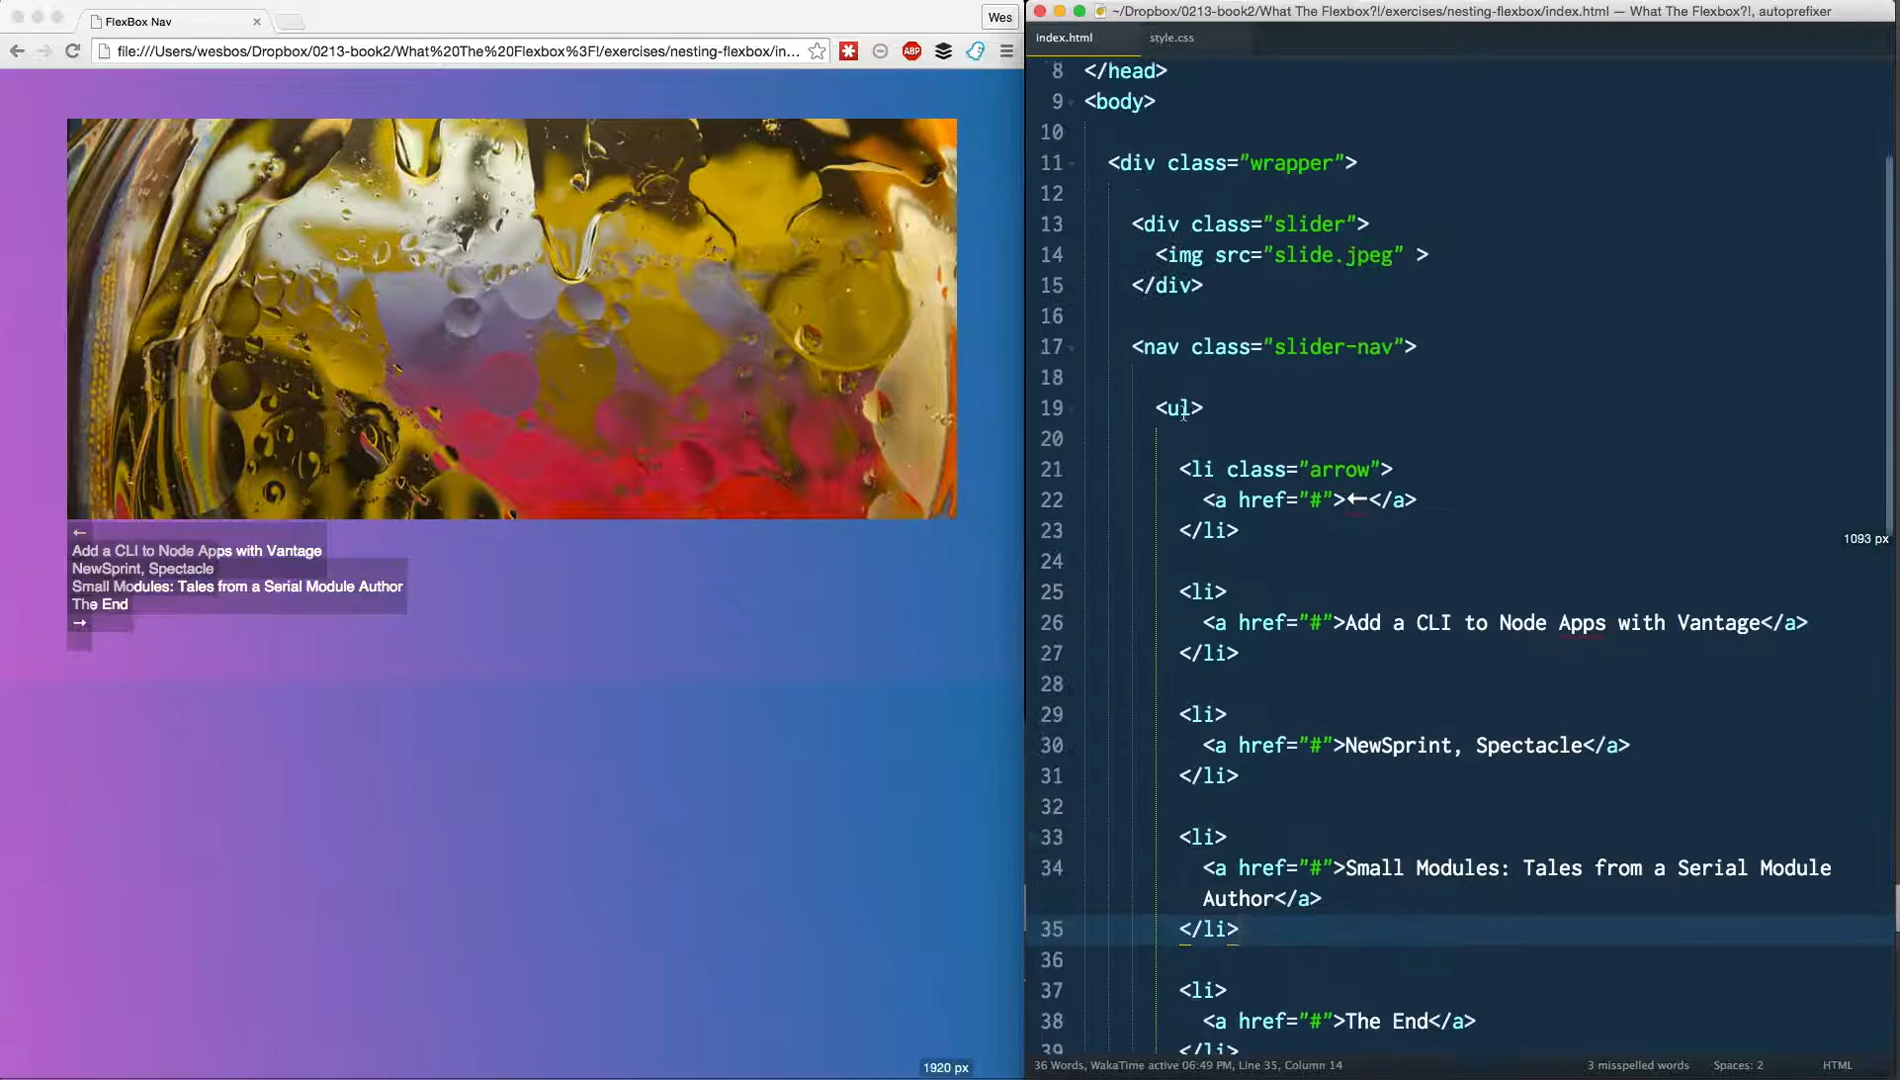 FlexBox Nav
Wes
file:///Users/wesbos/Dropbox/0213-book2/What%20The%20Flexbox%3F!/exercises/nesting-flexbox/in...
ABP
←
Add a CLI to Node Apps with Vantage
NewSprint, Spectacle
Small Modules: Tales from a Serial Module Author
The End
→
1920 px
~/Dropbox/0213-book2/What The Flexbox?!/exercises/nesting-flexbox/index.html — What The Flexbox?!, autoprefixer
index.html
style.css
8 </head>
9 <body>
10
11 <div class="wrapper">
12
13 <div class="slider">
14 <img src="slide.jpeg" >
15 </div>
16
17 <nav class="slider-nav">
18
19 <ul>
20
21 <li class="arrow">
22 <a href="#">←</a>
23 </li>
1093 px
24
25 <li>
26 <a href="#">Add a CLI to Node Apps with Vantage</a>
27 </li>
28
29 <li>
30 <a href="#">NewSprint, Spectacle</a>
31 </li>
32
33 <li>
34 <a href="#">Small Modules: Tales from a Serial Module
Author</a>
35 </li>
36
37 <li>
38 <a href="#">The End</a>
39 </li>
36 Words, WakaTime active 06:49 PM, Line 35, Column 14
3 misspelled words
Spaces: 2
HTML